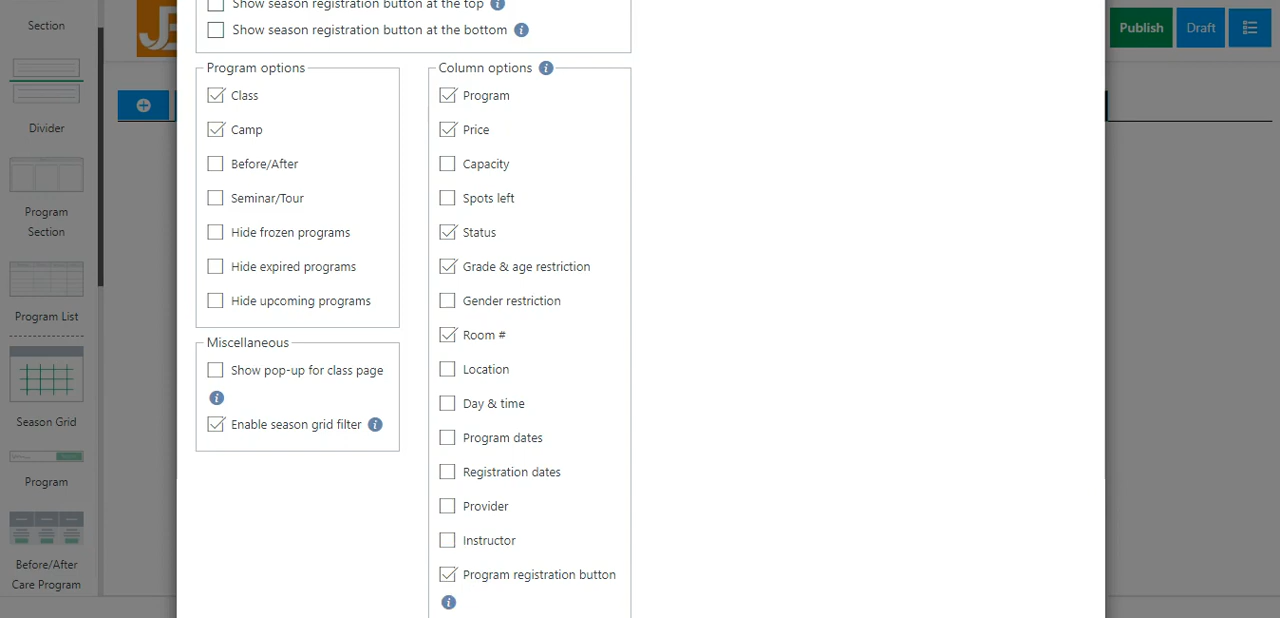 Section
Divider
Program
Section
Program List
Season Grid
Program
Before/After
Care Program
JB
Show season registration button at the top i
Show season registration button at the bottom i
Program options
Class
Camp
Before/After
Seminar/Tour
Hide frozen programs
Hide expired programs
Hide upcoming programs
Miscellaneous
Show pop-up for class page
i
Enable season grid filter i
Column options i
Program
Price
Capacity
Spots left
Status
Grade & age restriction
Gender restriction
Room #
Location
Day & time
Program dates
Registration dates
Provider
Instructor
Program registration button
i
Publish
Draft